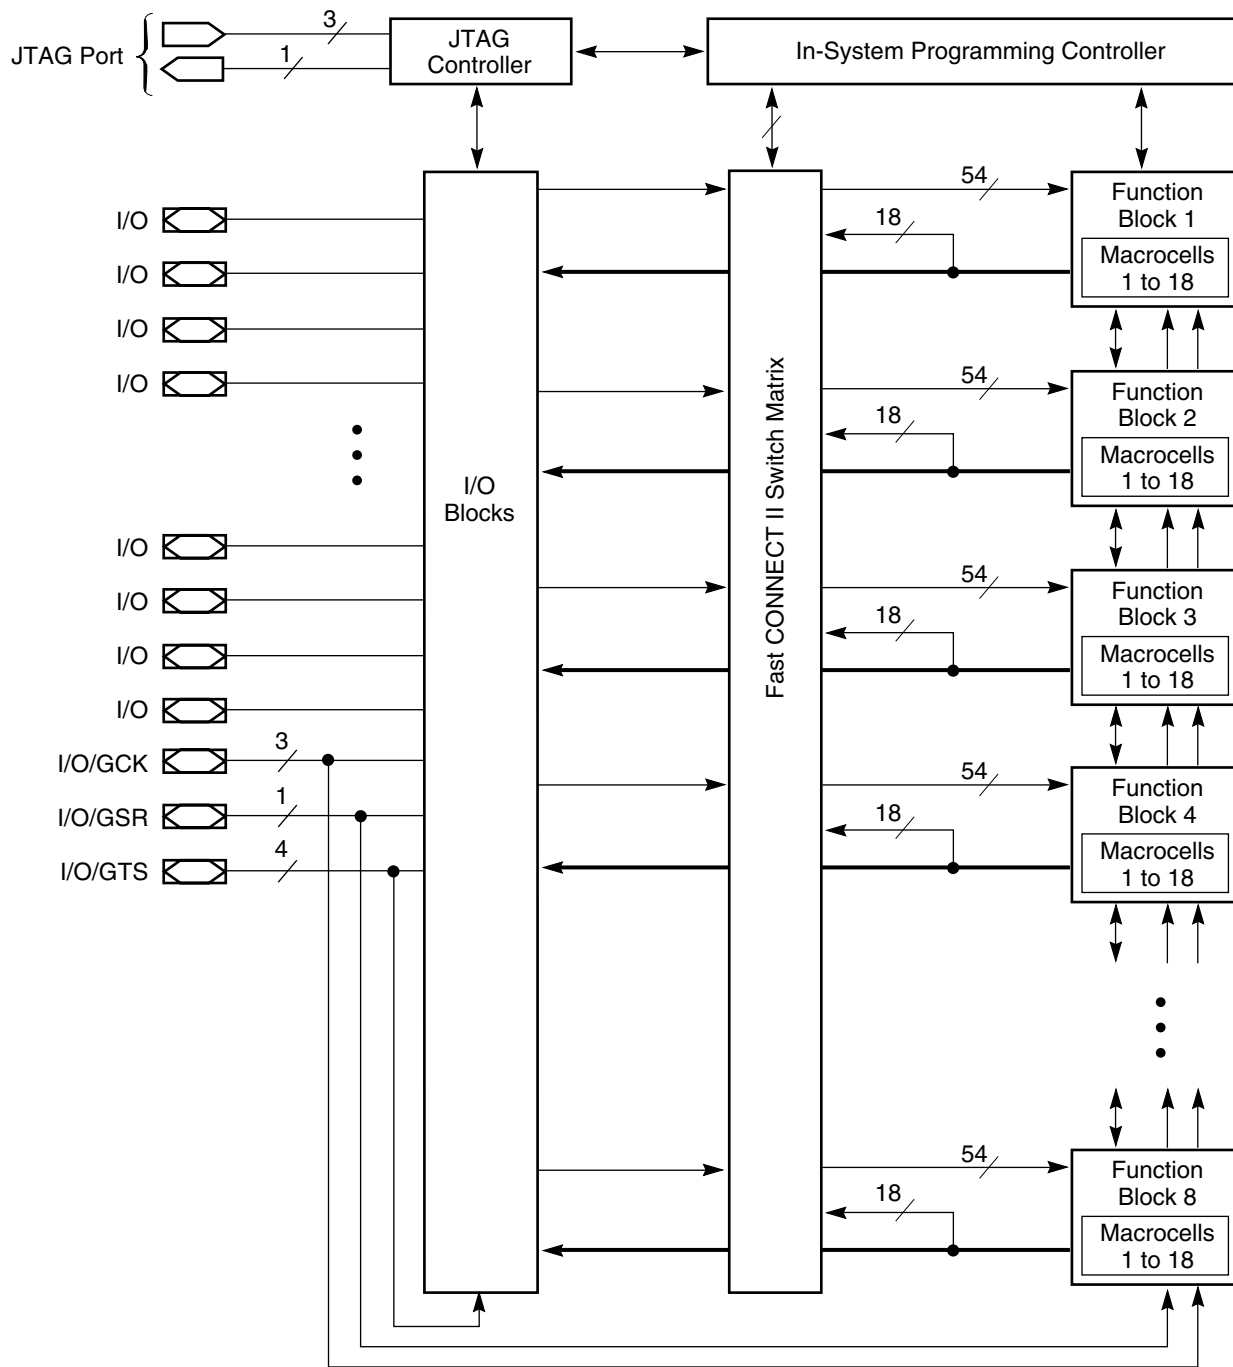 JTAG Port
3
1
JTAG
Controller
In-System Programming Controller
I/O
I/O
I/O
I/O
I/O
I/O
I/O
I/O
I/O/GCK
3
I/O/GSR
1
I/O/GTS
4
I/O
Blocks
Fast CONNECT II Switch Matrix
54
18
Function
Block 1
Macrocells
1 to 18
54
18
Function
Block 2
Macrocells
1 to 18
54
18
Function
Block 3
Macrocells
1 to 18
54
18
Function
Block 4
Macrocells
1 to 18
54
18
Function
Block 8
Macrocells
1 to 18